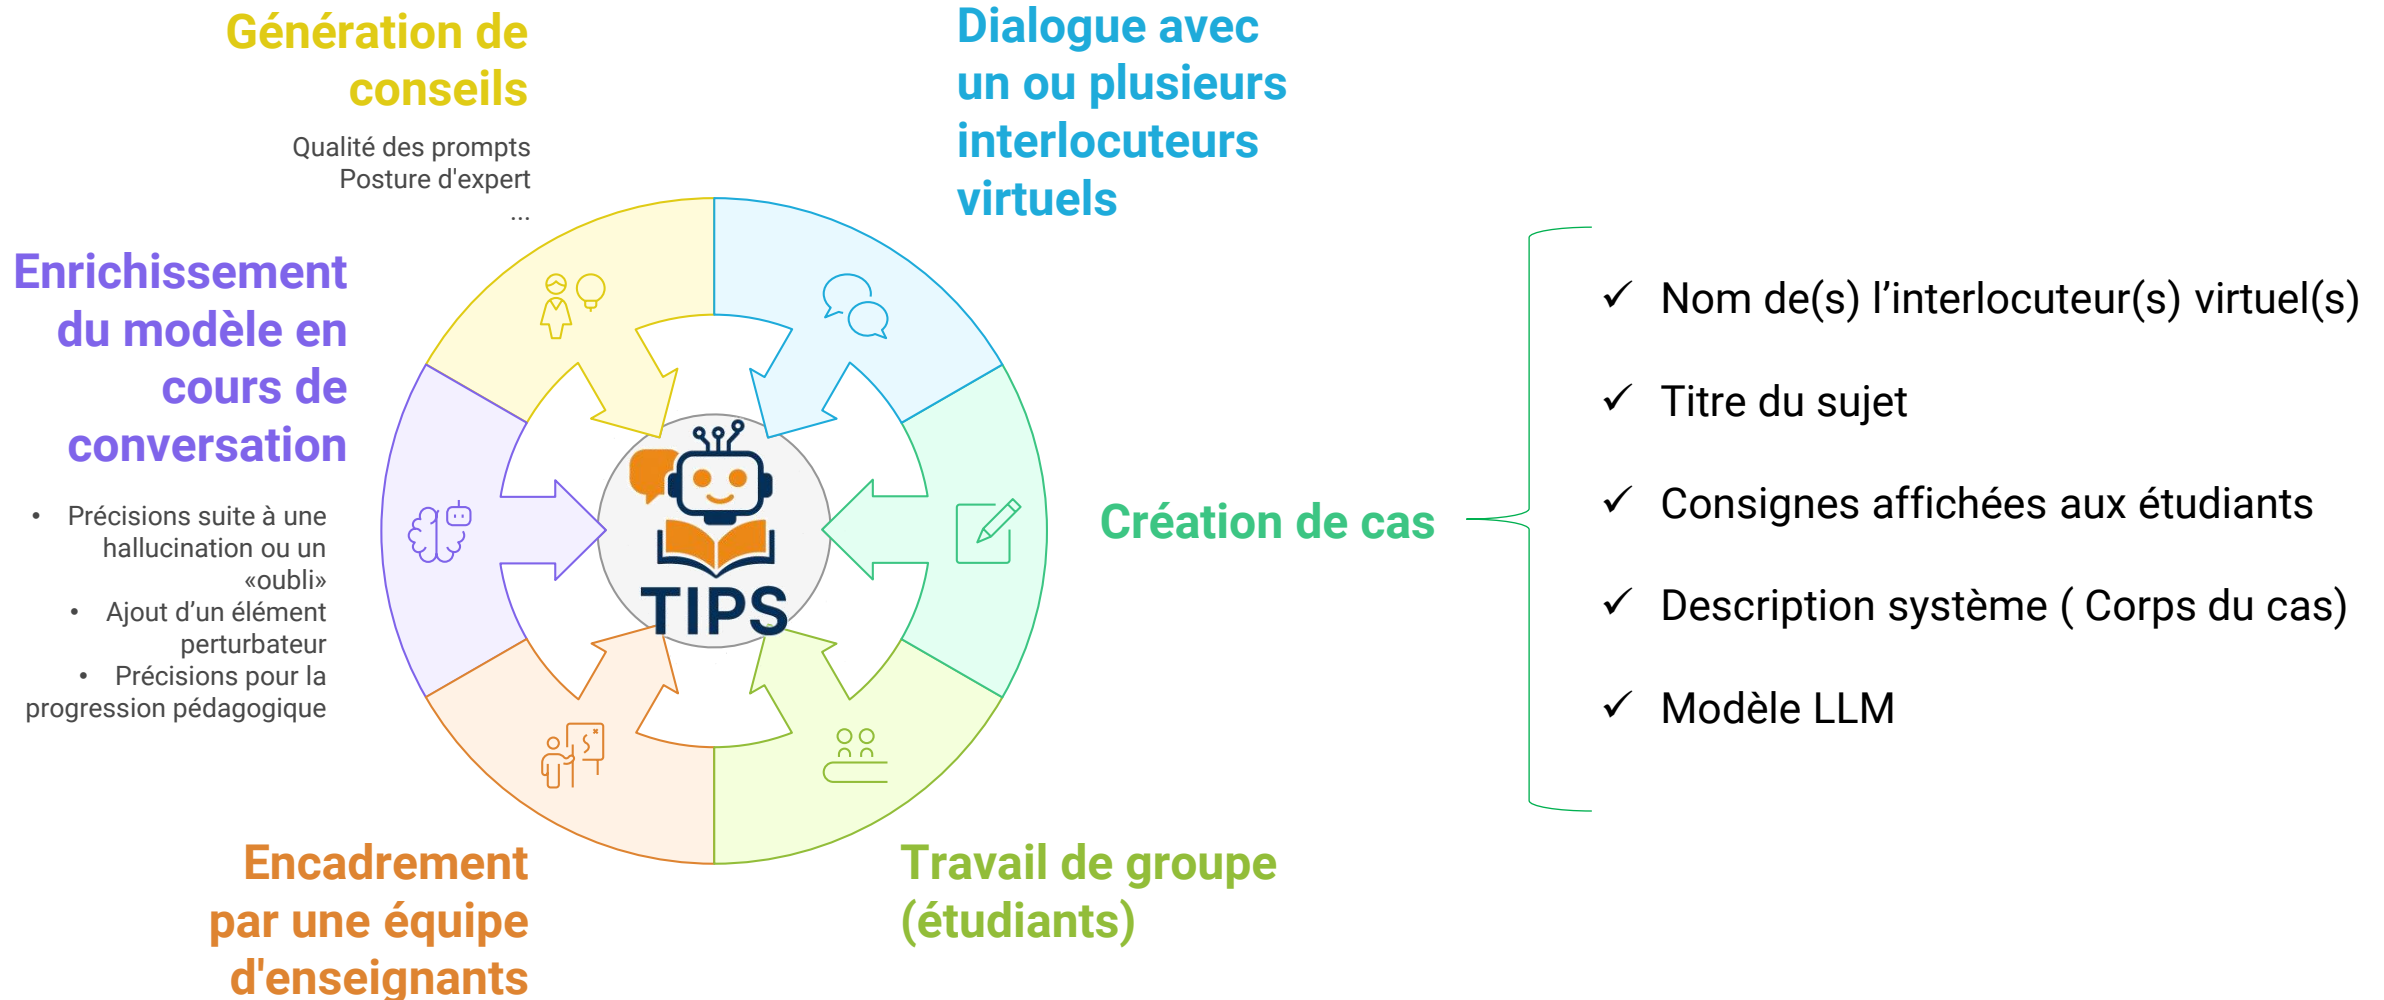 Génération de
conseils
Qualité des prompts
Posture d'expert
...
Dialogue avec
un ou plusieurs
interlocuteurs
virtuels
Enrichissement
du modèle en
cours de
conversation
• Précisions suite à une
hallucination ou un
«oubli»
• Ajout d’un élément
perturbateur
• Précisions pour la
progression pédagogique
TIPS
Création de cas
✓ Nom de(s) l’interlocuteur(s) virtuel(s)
✓ Titre du sujet
✓ Consignes affichées aux étudiants
✓ Description système ( Corps du cas)
✓ Modèle LLM
Encadrement
par une équipe
d'enseignants
Travail de groupe
(étudiants)